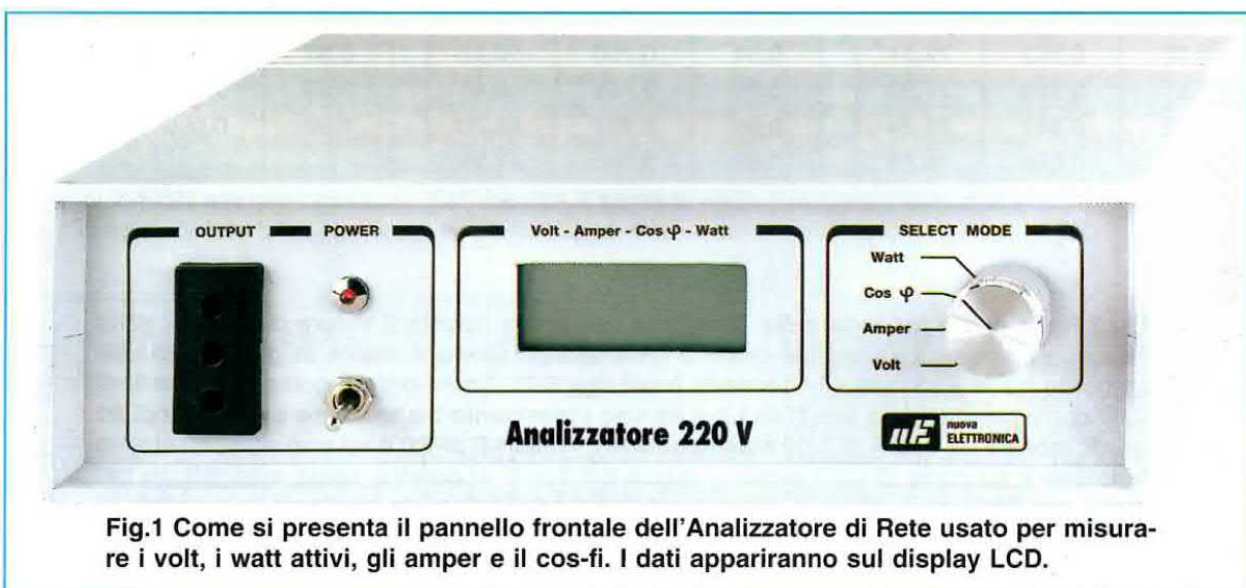 OUTPUT
POWER
Volt - Amper - Cos φ - Watt
SELECT MODE
Watt
Cos φ
Amper
Volt
Analizzatore 220 V
nE nuova
ELETTRONICA
Fig.1 Come si presenta il pannello frontale dell'Analizzatore di Rete usato per misura-
re i volt, i watt attivi, gli amper e il cos-fi. I dati appariranno sul display LCD.